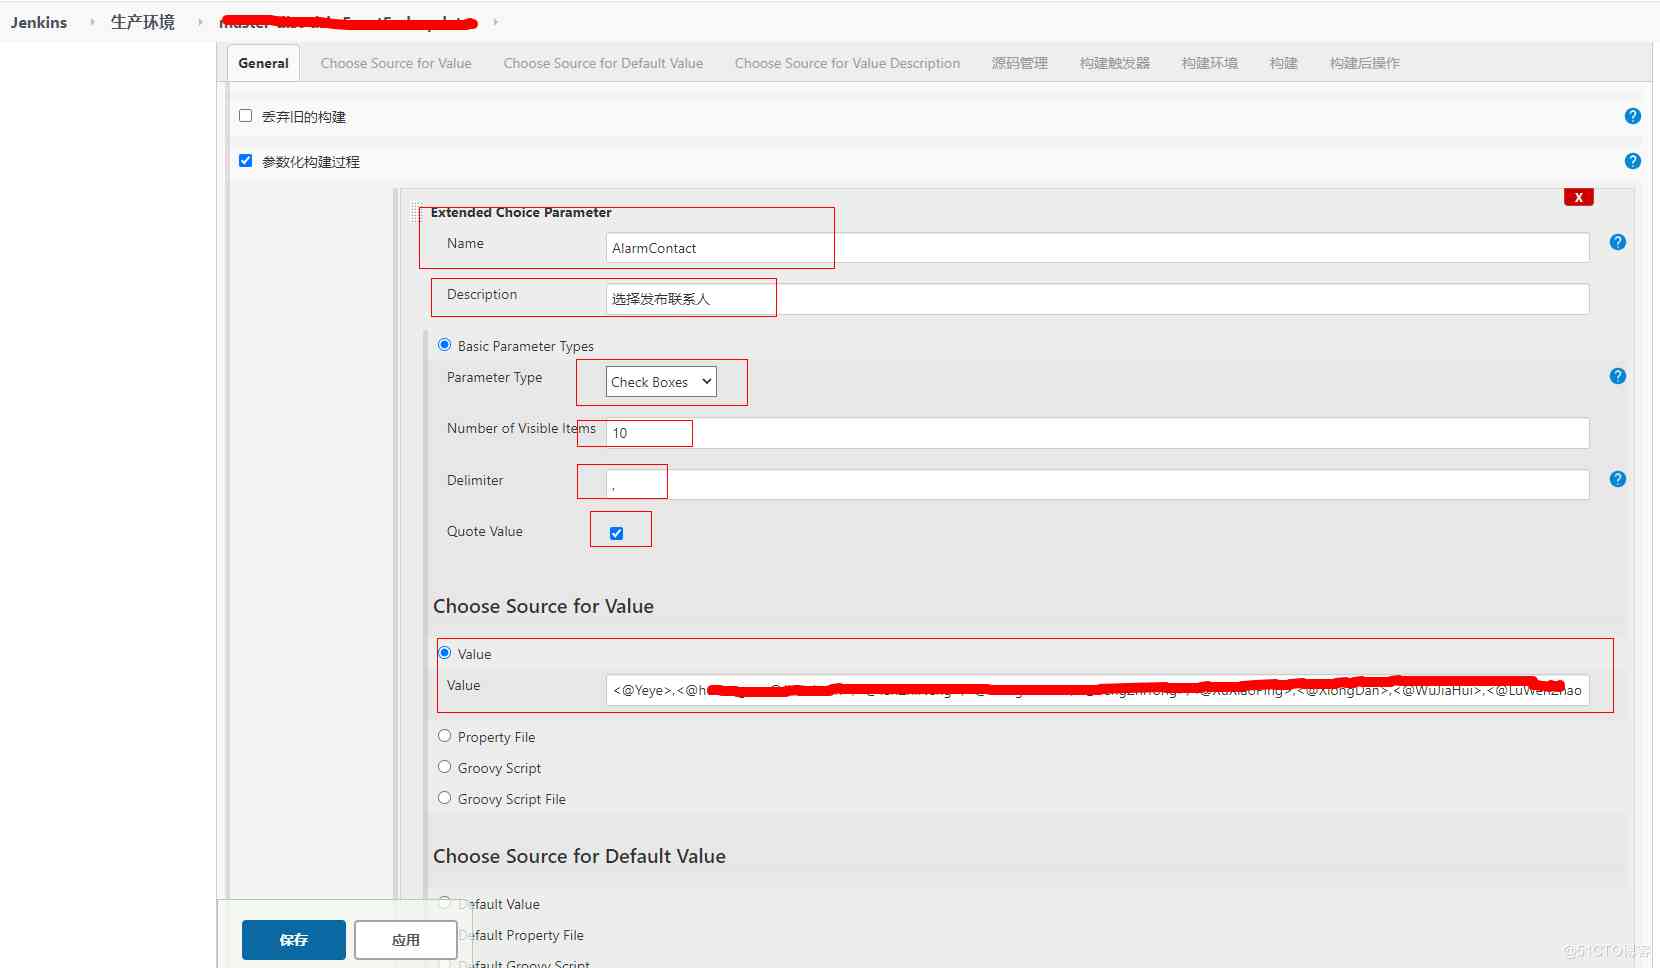 Jenkins 生产环境
General Choose Source for Value Choose Source for Default Value Choose Source for Value Description 源码管理 构建触发器 构建环境 构建 构建后操作
丢弃旧的构建
参数化构建过程
X
Extended Choice Parameter
Name AlarmContact
Description 选择发布联系人
Basic Parameter Types
Parameter Type Check Boxes
Number of Visible Items 10
Delimiter ,
Quote Value
Choose Source for Value
Value
Value <@Yeye>,<@h <@XiongDan>,<@WuJiaHui>,<@LuWenZhao
Property File
Groovy Script
Groovy Script File
Choose Source for Default Value
Default Value
Default Property File
Default Groovy Script
保存 应用
@51CTO博客